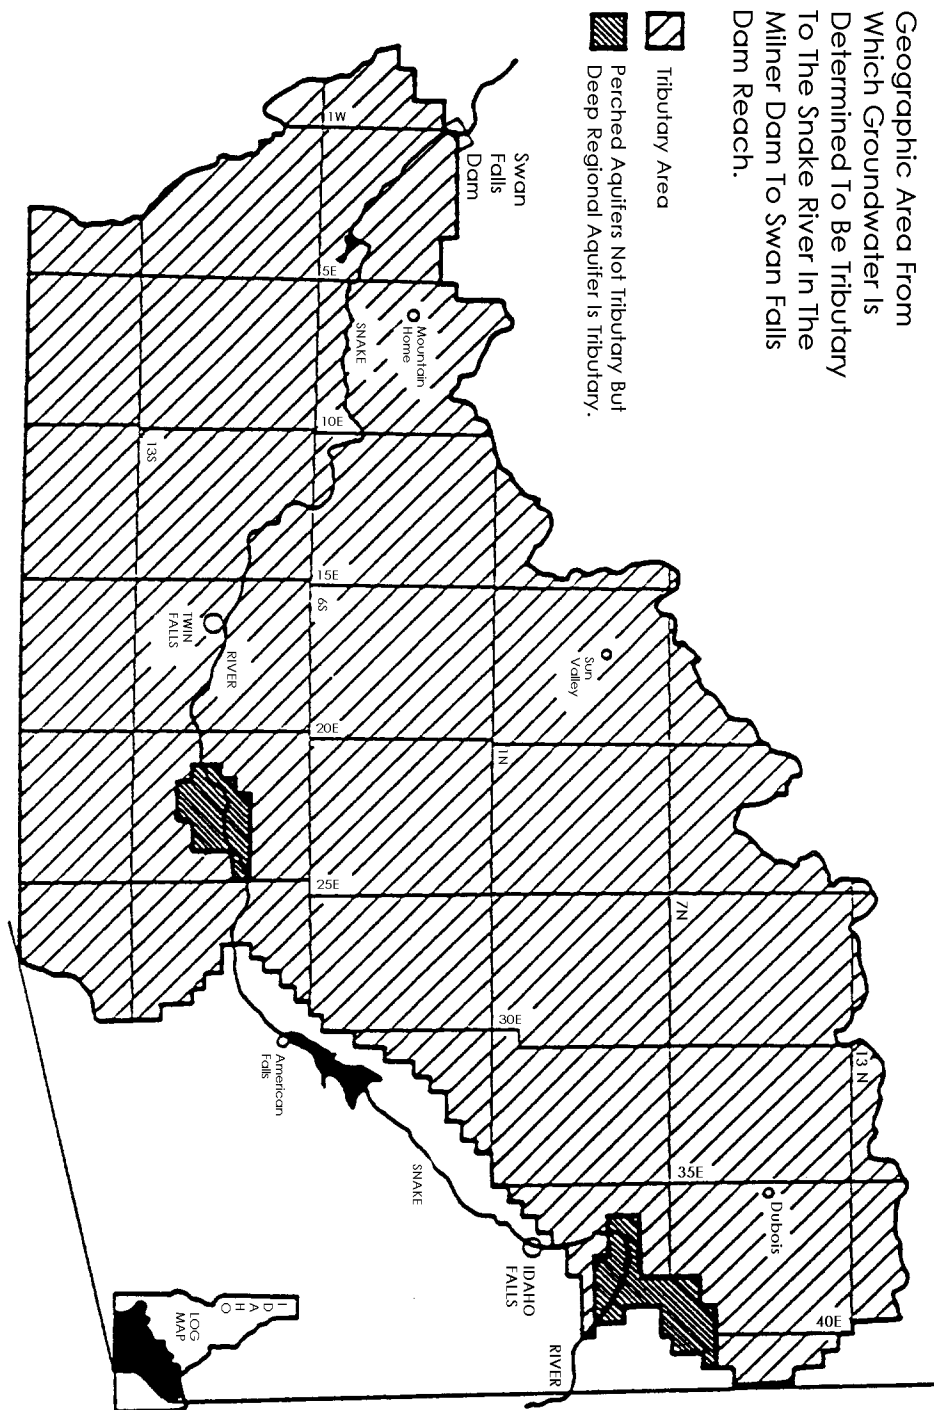 Geographic Area From
Which Groundwater Is
Determined To Be Tributary
To The Snake River In The
Milner Dam To Swan Falls
Dam Reach.
Tributary Area
Perched Aquifers Not Tributary But
Deep Regional Aquifer Is Tributary.
Swan
Falls
Dam
1W
5E
Mountain
Home
SNAKE
10E
13S
15E
6S
TWIN
FALLS
RIVER
Sun
Valley
20E
1N
25E
7N
30E
13 N
American
Falls
SNAKE
35E
Dubois
IDAHO
FALLS
40E
RIVER
IDAHO
LOG
MAP